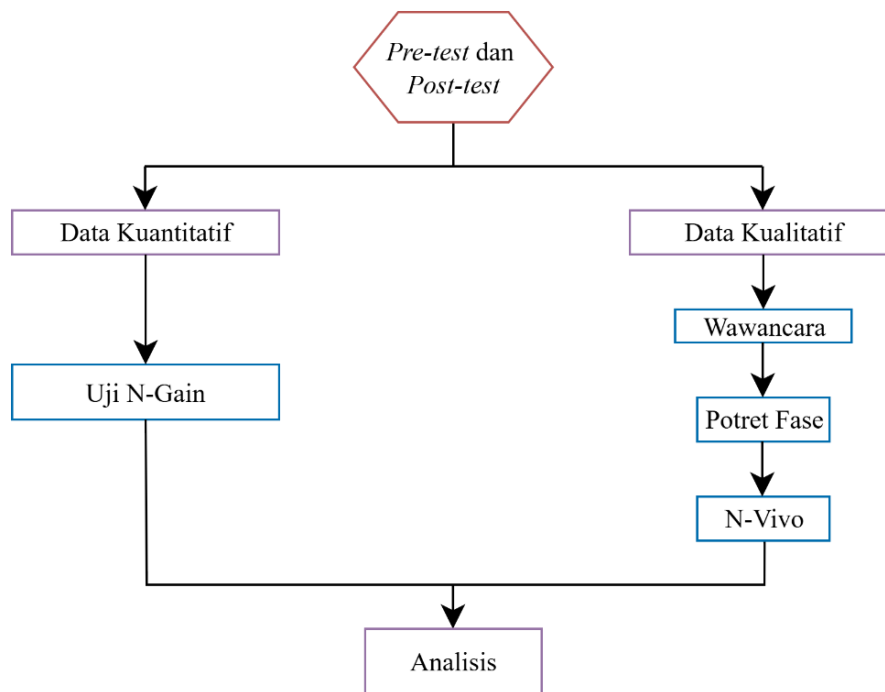 Pre-test dan
Post-test
Data Kuantitatif
Data Kualitatif
Wawancara
Uji N-Gain
Potret Fase
N-Vivo
Analisis